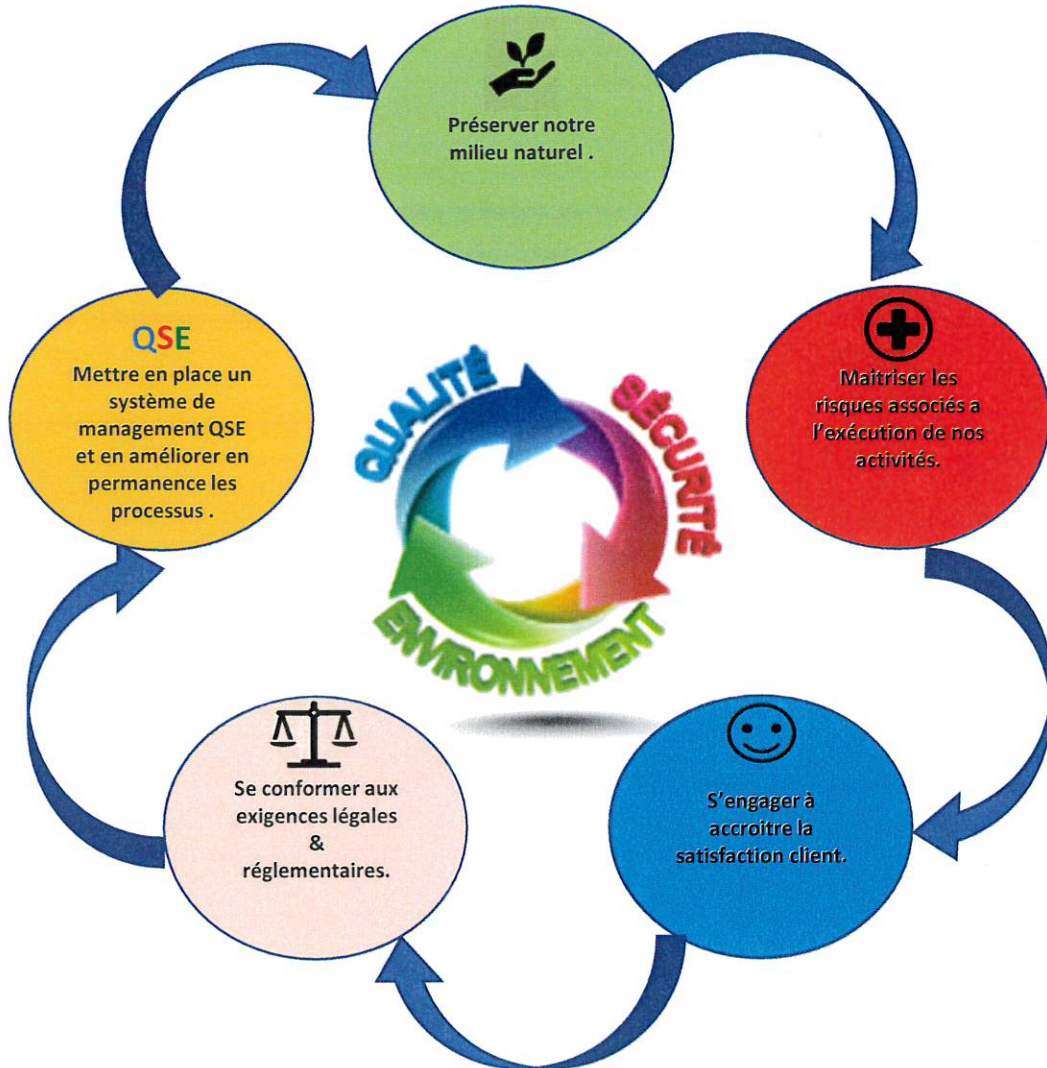 Préserver notre
milieu naturel .
Maitriser les
risques associés a
l'exécution de nos
activités.
S'engager à
accroitre la
satisfaction client.
Se conformer aux
exigences légales
&
réglementaires.
QSE
Mettre en place un
système de
management QSE
et en améliorer en
permanence les
processus .
QUALITÉ
SÉCURITÉ
ENVIRONNEMENT